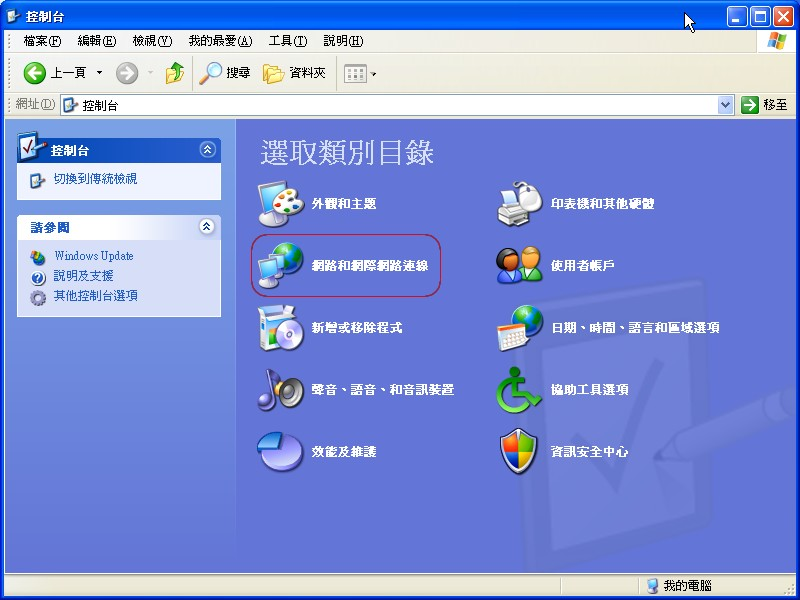 控制台
檔案(F) 編輯(E) 檢視(V) 我的最愛(A) 工具(T) 說明(H)
上一頁 搜尋 資料夾
網址(D) 控制台 移至
控制台
切換到傳統檢視
請參閱
Windows Update
說明及支援
其他控制台選項
選取類別目錄
外觀和主題
印表機和其他硬體
網路和網際網路連線
使用者帳戶
新增或移除程式
日期、時間、語言和區域選項
聲音、語音、和音訊裝置
協助工具選項
效能及維護
資訊安全中心
我的電腦